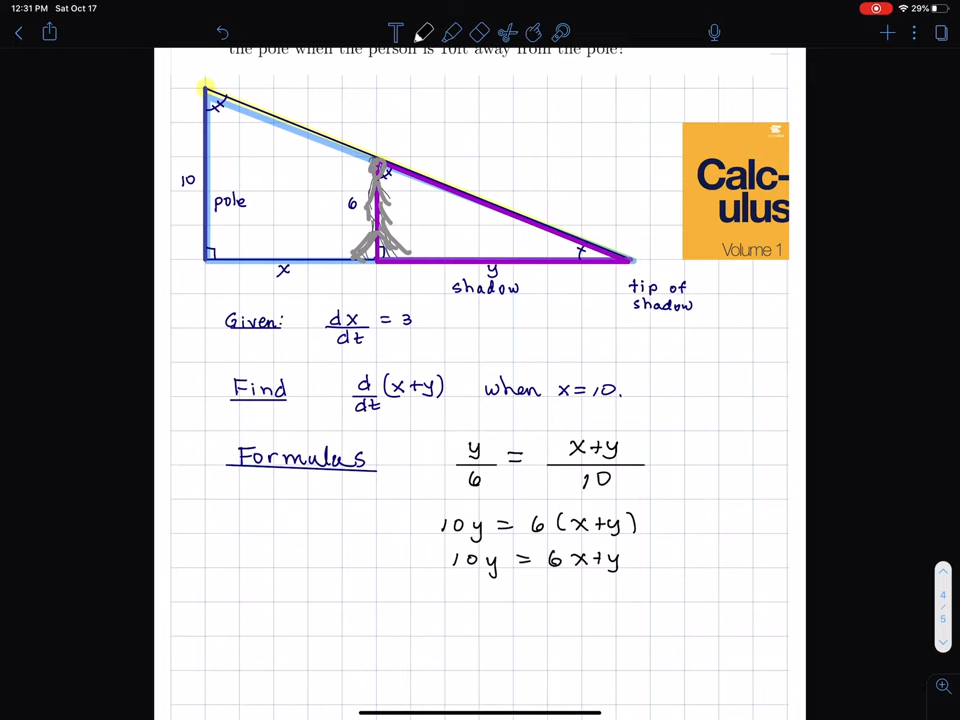 12:31 PM Sat Oct 17
29%
the pole when the person is 10ft away from the pole?
x
10
pole
6
x
x
y
shadow
tip of
shadow
Calc-
ulus
Volume 1
Given: dx/dt = 3
Find d/dt (x+y) when x=10.
Formulas y/6 = x+y/10
10y = 6(x+y)
10y = 6x+y
4
/
5